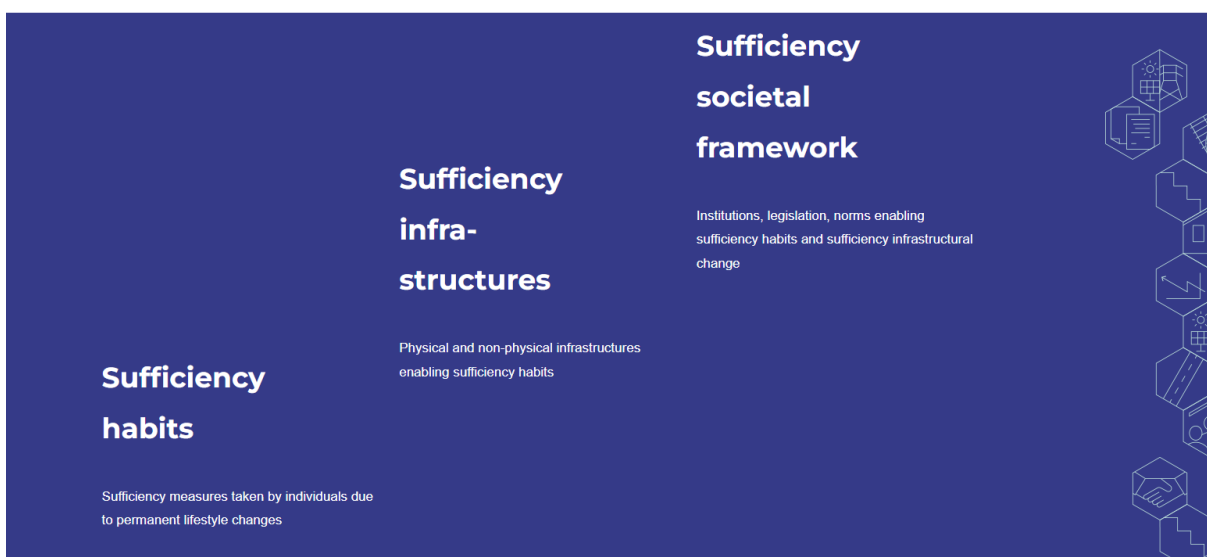 Sufficiency
societal
framework
Institutions, legislation, norms enabling
sufficiency habits and sufficiency infrastructural
change
Sufficiency
infra-
structures
Physical and non-physical infrastructures
enabling sufficiency habits
Sufficiency
habits
Sufficiency measures taken by individuals due
to permanent lifestyle changes